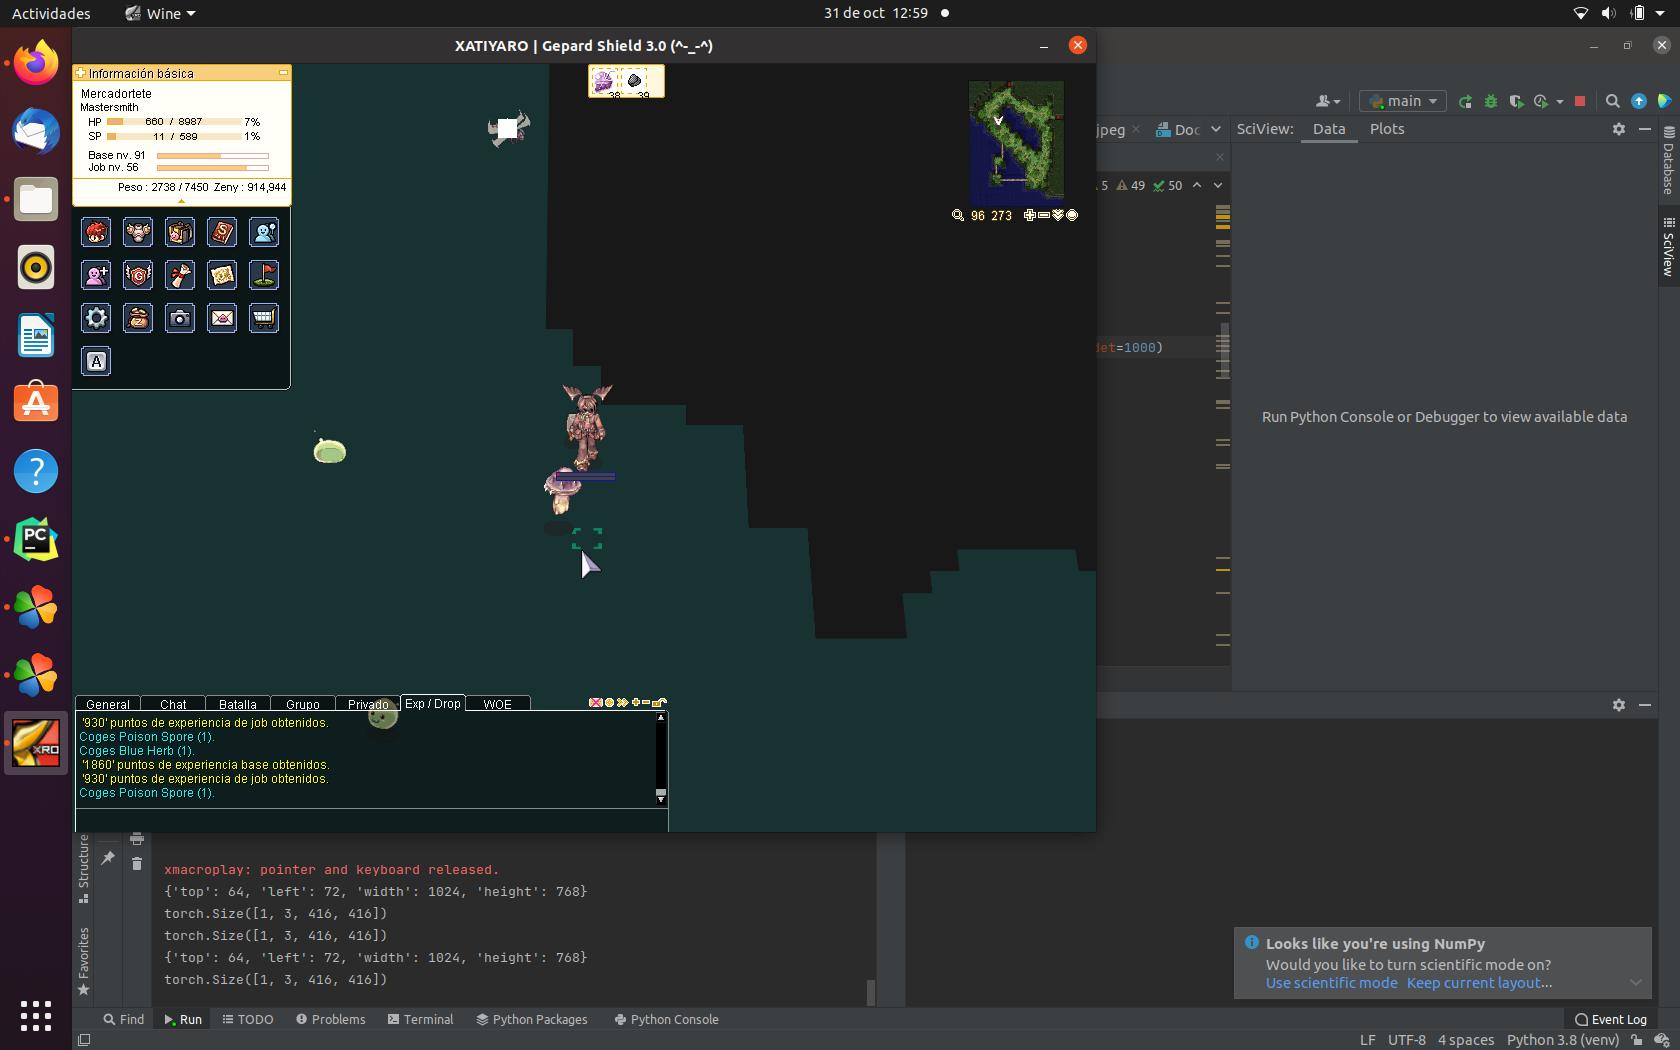 Actividades
Wine
31 de oct 12:59
XATIYARO | Gepard Shield 3.0 (^-_-^)
Información básica
Mercadortete
Mastersmith
HP 660 / 8987 7%
SP 11 / 589 1%
Base nv. 91
Job nv. 56
Peso : 2738 / 7450 Zeny : 914,944
38 39
96 273
main
jpeg
Doc
SciView:
Data
Plots
5 49 50
det=1000)
Database
SciView
Run Python Console or Debugger to view available data
General
Chat
Batalla
Grupo
Privado
Exp / Drop
WOE
'930' puntos de experiencia de job obtenidos.
Coges Poison Spore (1).
Coges Blue Herb (1).
'1860' puntos de experiencia base obtenidos.
'930' puntos de experiencia de job obtenidos.
Coges Poison Spore (1).
Structure
Favorites
xmacroplay: pointer and keyboard released.
{'top': 64, 'left': 72, 'width': 1024, 'height': 768}
torch.Size([1, 3, 416, 416])
torch.Size([1, 3, 416, 416])
{'top': 64, 'left': 72, 'width': 1024, 'height': 768}
torch.Size([1, 3, 416, 416])
Looks like you're using NumPy
Would you like to turn scientific mode on?
Use scientific mode Keep current layout...
Find
Run
TODO
Problems
Terminal
Python Packages
Python Console
Event Log
LF UTF-8 4 spaces Python 3.8 (venv)
PC
XRO
A